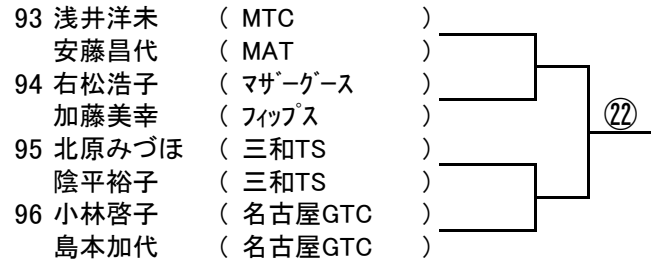 93 浅井洋未 ( MTC )
安藤昌代 ( MAT )
94 右松浩子 ( ﾏｻﾞｰｸﾞｰｽ )
加藤美幸 ( ﾌｨｯﾌﾟｽ )
㉒
95 北原みづほ ( 三和TS )
陰平裕子 ( 三和TS )
96 小林啓子 ( 名古屋GTC )
島本加代 ( 名古屋GTC )